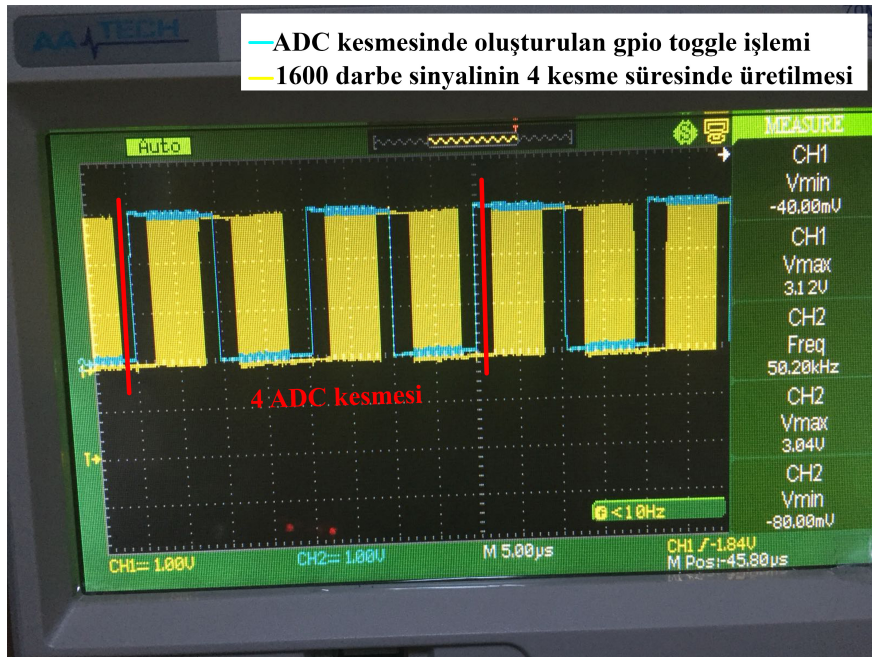 AATECH
ADC kesmesinde oluşturulan gpio toggle işlemi
1600 darbe sinyalinin 4 kesme süresinde üretilmesi
Auto
MEASURE
CH1
Vmin
-40.00mV
CH1
Vmax
3.12V
CH2
Freq
50.20kHz
CH2
Vmax
3.04V
CH2
Vmin
-80.00mV
4 ADC kesmesi
T
<10Hz
CH1 1.00V
CH2 1.00V
M 5.00µs
CH1 -1.84V
M Pos:-45.80µs